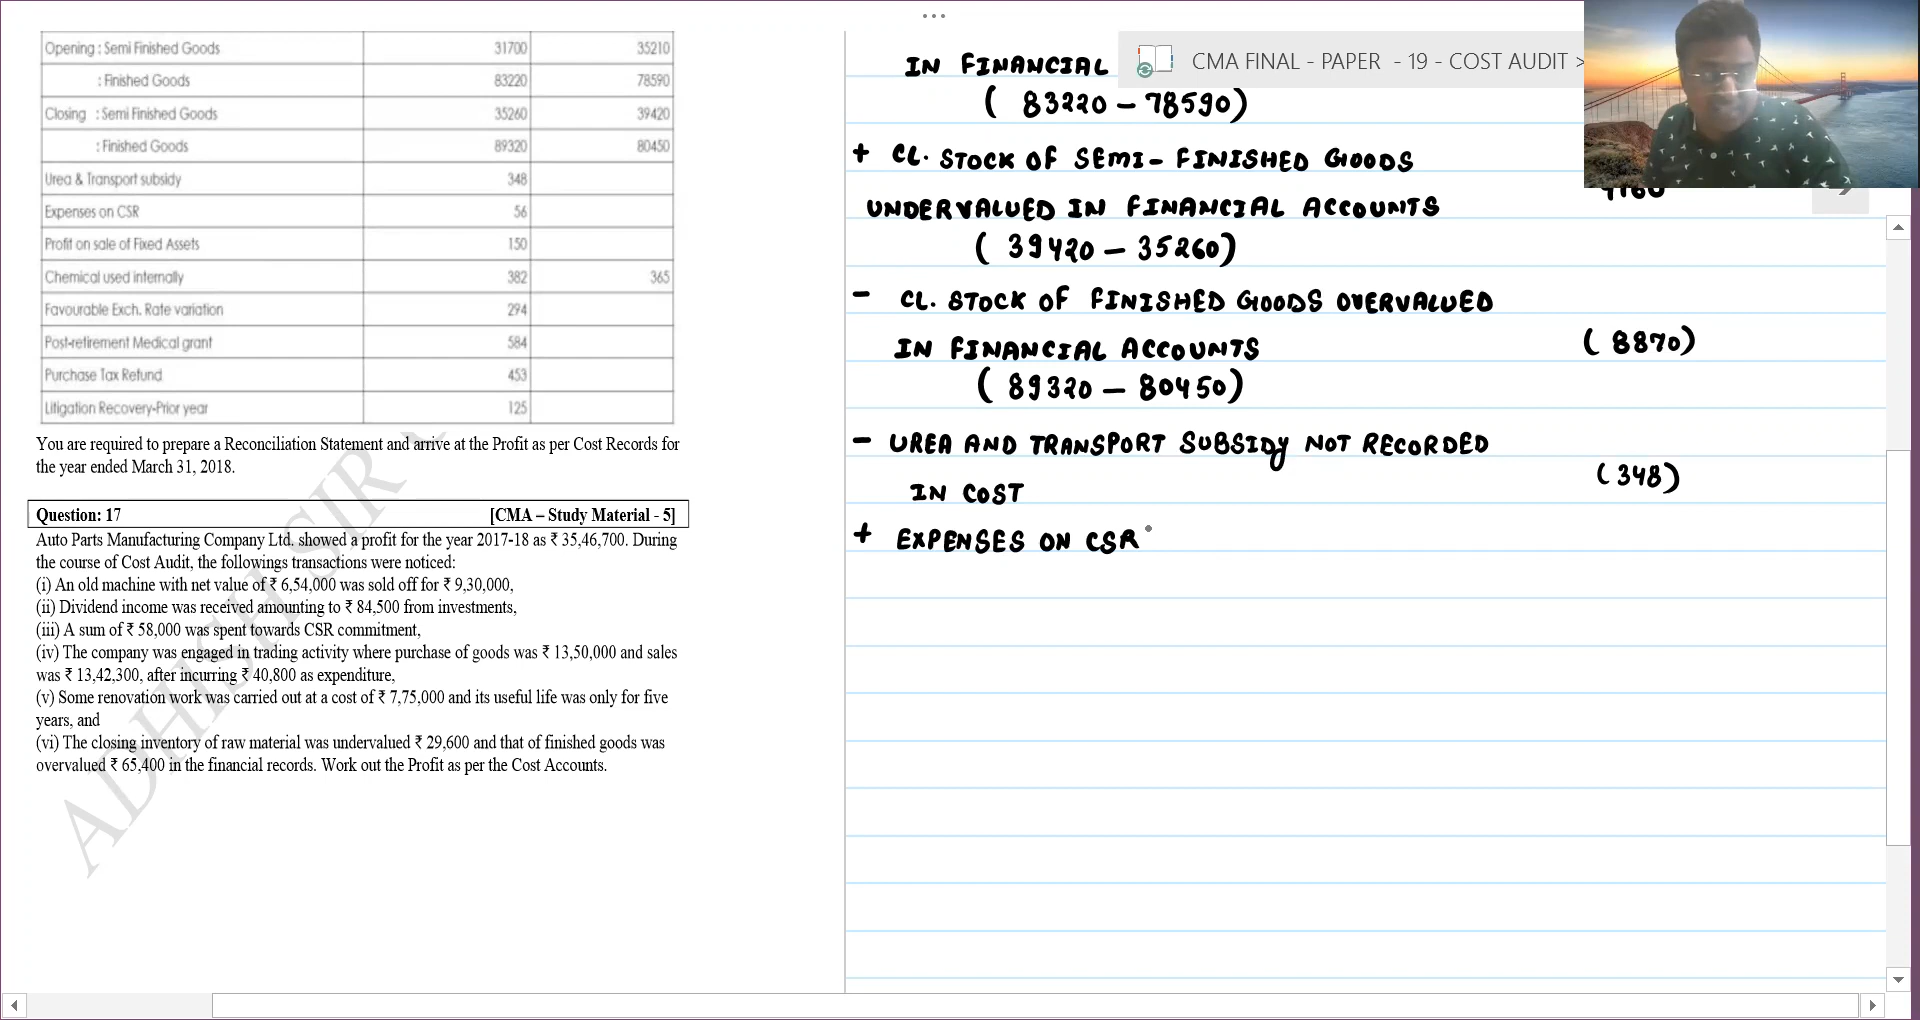 Opening : Semi Finished Goods 31700 35210
: Finished Goods 83220 78590
Closing : Semi Finished Goods 35260 39420
: Finished Goods 89320 80450
Urea & Transport subsidy 348
Expenses on CSR 56
Profit on sale of Fixed Assets 150
Chemical used internally 382 365
Favourable Exch. Rate variation 294
Post-retirement Medical grant 584
Purchase Tax Refund 453
Litigation Recovery-Prior year 125
You are required to prepare a Reconciliation Statement and arrive at the Profit as per Cost Records for
the year ended March 31, 2018.
Question: 17 [CMA – Study Material - 5]
Auto Parts Manufacturing Company Ltd. showed a profit for the year 2017-18 as ₹ 35,46,700. During
the course of Cost Audit, the followings transactions were noticed:
(i) An old machine with net value of ₹ 6,54,000 was sold off for ₹ 9,30,000,
(ii) Dividend income was received amounting to ₹ 84,500 from investments,
(iii) A sum of ₹ 58,000 was spent towards CSR commitment,
(iv) The company was engaged in trading activity where purchase of goods was ₹ 13,50,000 and sales
was ₹ 13,42,300, after incurring ₹ 40,800 as expenditure,
(v) Some renovation work was carried out at a cost of ₹ 7,75,000 and its useful life was only for five
years, and
(vi) The closing inventory of raw material was undervalued ₹ 29,600 and that of finished goods was
overvalued ₹ 65,400 in the financial records. Work out the Profit as per the Cost Accounts.
ADHISH SIR
CMA FINAL - PAPER - 19 - COST AUDIT >
IN FINANCIAL
( 83220 – 78590)
+ CL. STOCK OF SEMI - FINISHED GOODS
UNDERVALUED IN FINANCIAL ACCOUNTS
( 39420 – 35260)
- CL. STOCK OF FINISHED GOODS OVERVALUED
IN FINANCIAL ACCOUNTS ( 8870)
( 89320 – 80450)
- UREA AND TRANSPORT SUBSIDY NOT RECORDED
IN COST ( 348)
+ EXPENSES ON CSR